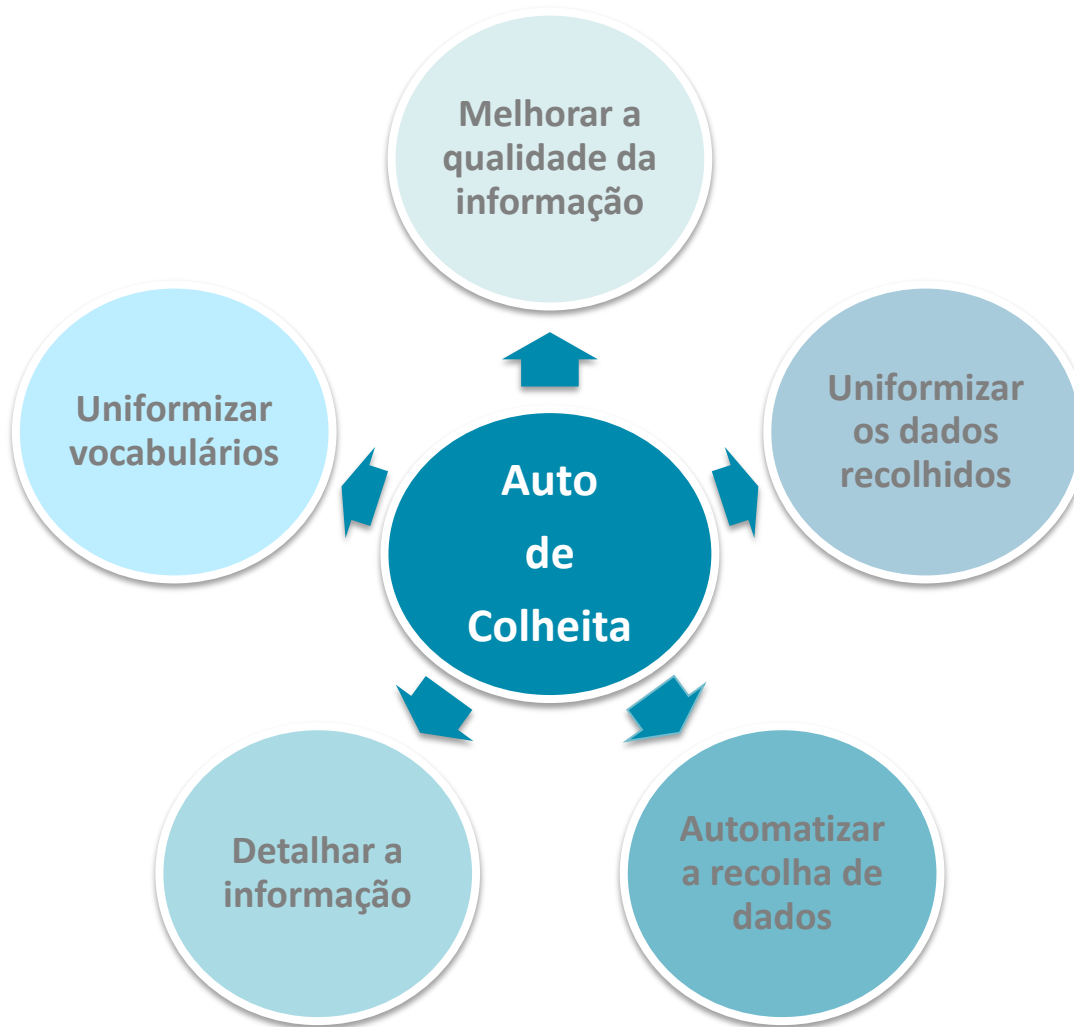 Melhorar a
qualidade da
informação
Uniformizar
vocabulários
Uniformizar
os dados
recolhidos
Auto
de
Colheita
Detalhar a
informação
Automatizar
a recolha de
dados